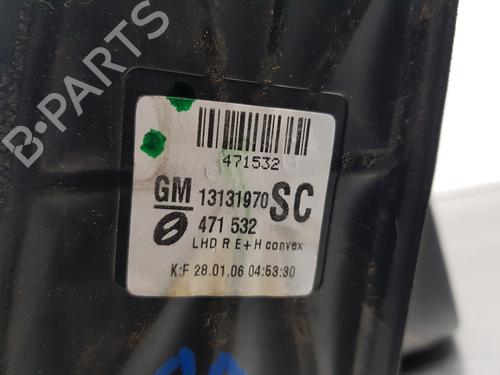 B-PARTS
471532
GM 13131970 SC
471 532
LHD R E+H convex
K:F 28.01.06 04:53:30